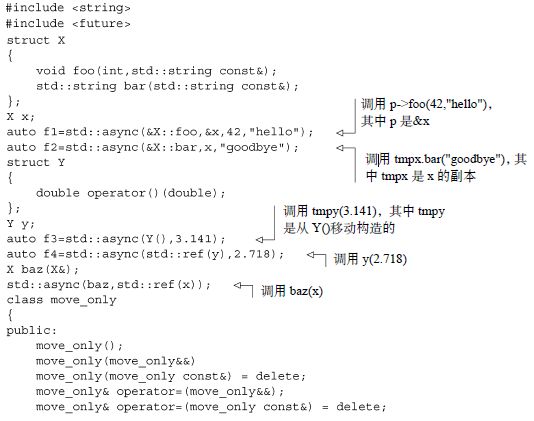 #include <string>
#include <future>
struct X
{
    void foo(int,std::string const&);
    std::string bar(std::string const&);
};
X x;
auto f1=std::async(&X::foo,&x,42,"hello");
调用 p->foo(42,"hello"),
其中 p 是&x
auto f2=std::async(&X::bar,x,"goodbye");
调用 tmpx.bar("goodbye"), 其
中 tmpx 是 x 的副本
struct Y
{
    double operator()(double);
};
Y y;
auto f3=std::async(Y(),3.141);
调用 tmpy(3.141), 其中 tmpy
是从 Y()移动构造的
auto f4=std::async(std::ref(y),2.718);
调用 y(2.718)
X baz(X&);
std::async(baz,std::ref(x));
调用 baz(x)
class move_only
{
public:
    move_only();
    move_only(move_only&&)
    move_only(move_only const&) = delete;
    move_only& operator=(move_only&&);
    move_only& operator=(move_only const&) = delete;